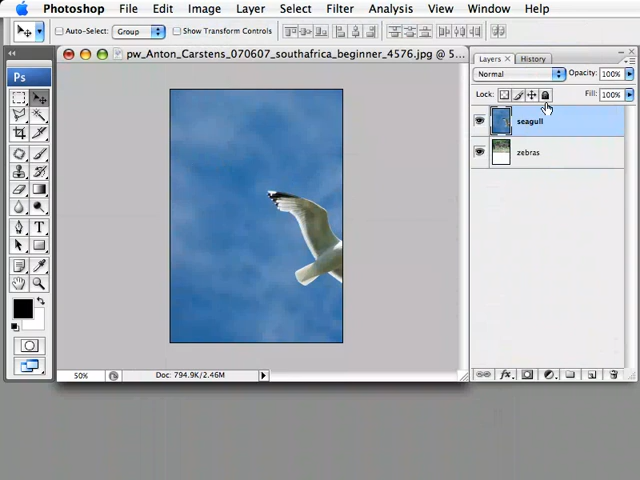 Photoshop File Edit Image Layer Select Filter Analysis View Window Help
Auto-Select: Group Show Transform Controls
pw_Anton_Carstens_070607_southafrica_beginner_4576.jpg @ 5...
Layers × History
Ps
Normal Opacity: 100%
Lock: Fill: 100%
seagull
zebras
T
50% Doc: 794.9K/2.46M
fx